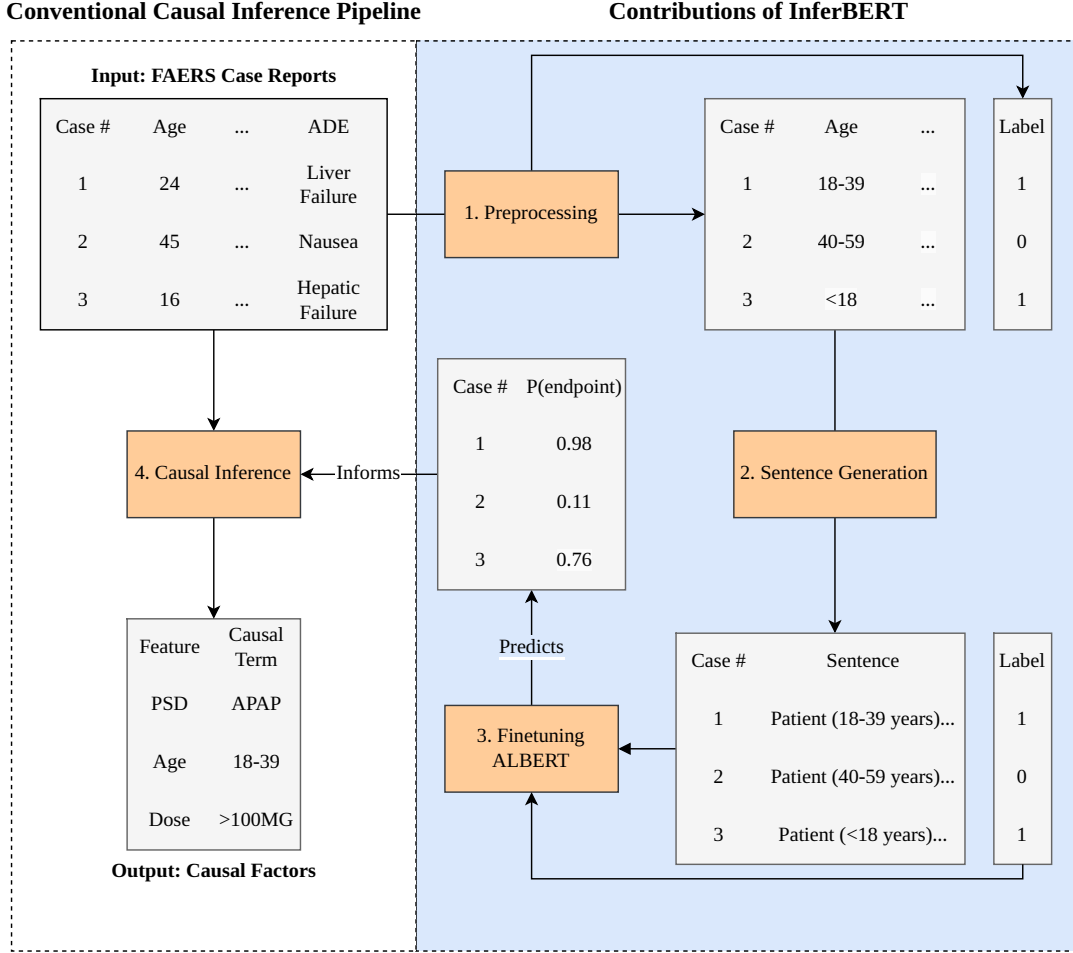 Conventional Causal Inference Pipeline
Contributions of InferBERT
Input: FAERS Case Reports
Case # Age ... ADE
1 24 ... Liver
Failure
2 45 ... Nausea
3 16 ... Hepatic
Failure
1. Preprocessing
Case # Age ...
1 18-39 ...
2 40-59 ...
3 <18 ...
Label
1
0
1
4. Causal Inference
Informs
Case # P(endpoint)
1 0.98
2 0.11
3 0.76
2. Sentence Generation
Feature Causal
Term
PSD APAP
Age 18-39
Dose >100MG
Output: Causal Factors
Predicts
3. Finetuning
ALBERT
Case # Sentence
1 Patient (18-39 years)...
2 Patient (40-59 years)...
3 Patient (<18 years)...
Label
1
0
1